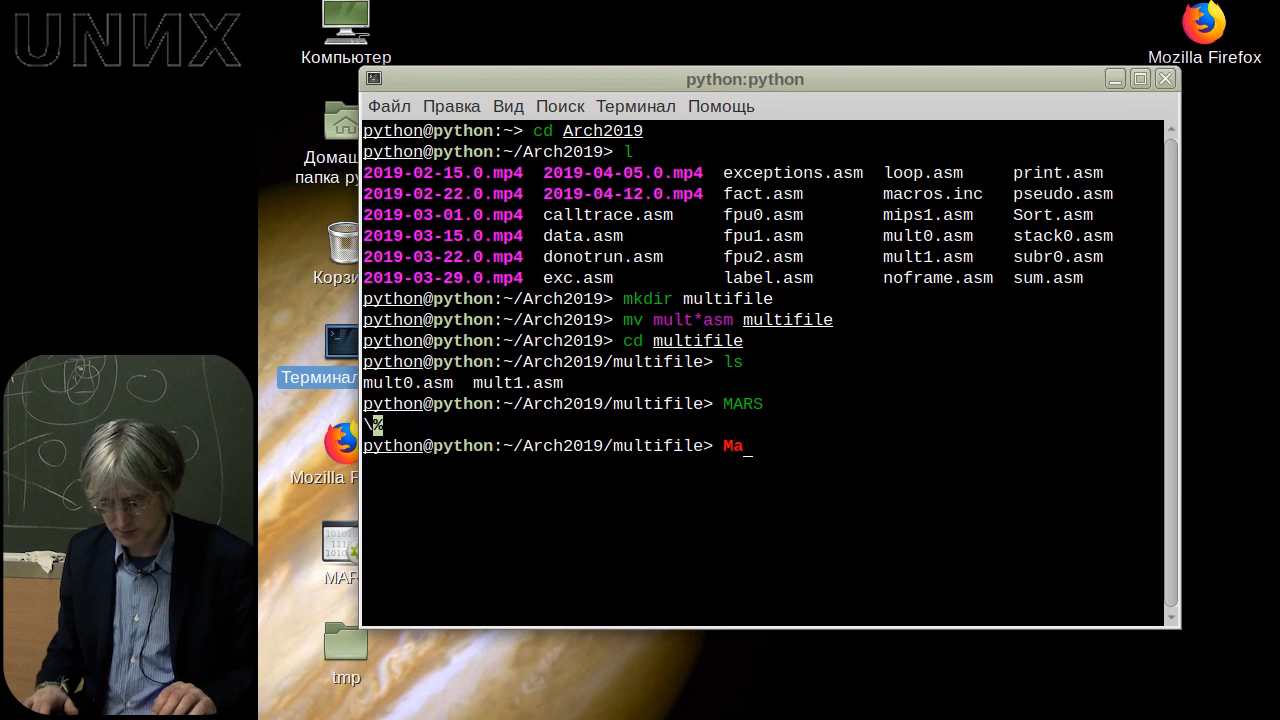 UNИX
Компьютер
Mozilla Firefox
python:python
Файл Правка Вид Поиск Терминал Помощь
python@python:~> cd Arch2019
python@python:~/Arch2019> l
2019-02-15.0.mp4 2019-04-05.0.mp4 exceptions.asm loop.asm print.asm
2019-02-22.0.mp4 2019-04-12.0.mp4 fact.asm macros.inc pseudo.asm
2019-03-01.0.mp4 calltrace.asm fpu0.asm mips1.asm Sort.asm
2019-03-15.0.mp4 data.asm fpu1.asm mult0.asm stack0.asm
2019-03-22.0.mp4 donotrun.asm fpu2.asm mult1.asm subr0.asm
2019-03-29.0.mp4 exc.asm label.asm noframe.asm sum.asm
python@python:~/Arch2019> mkdir multifile
python@python:~/Arch2019> mv mult*asm multifile
python@python:~/Arch2019> cd multifile
python@python:~/Arch2019/multifile> ls
mult0.asm mult1.asm
python@python:~/Arch2019/multifile> MARS
\%
python@python:~/Arch2019/multifile> Ma_
Домаш
папка py
Корзи
Терминал
Mozilla F
MAR
tmp